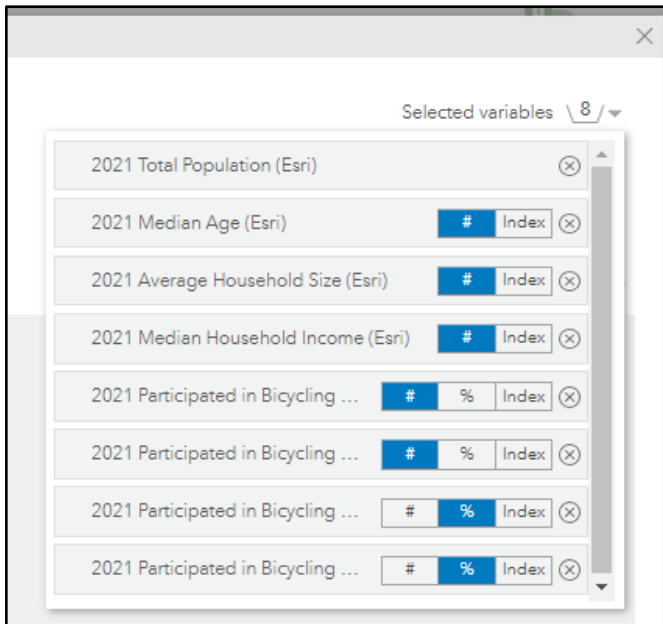 Selected variables \8/
2021 Total Population (Esri)
2021 Median Age (Esri) # Index
2021 Average Household Size (Esri) # Index
2021 Median Household Income (Esri) # Index
2021 Participated in Bicycling ... # % Index
2021 Participated in Bicycling ... # % Index
2021 Participated in Bicycling ... # % Index
2021 Participated in Bicycling ... # % Index